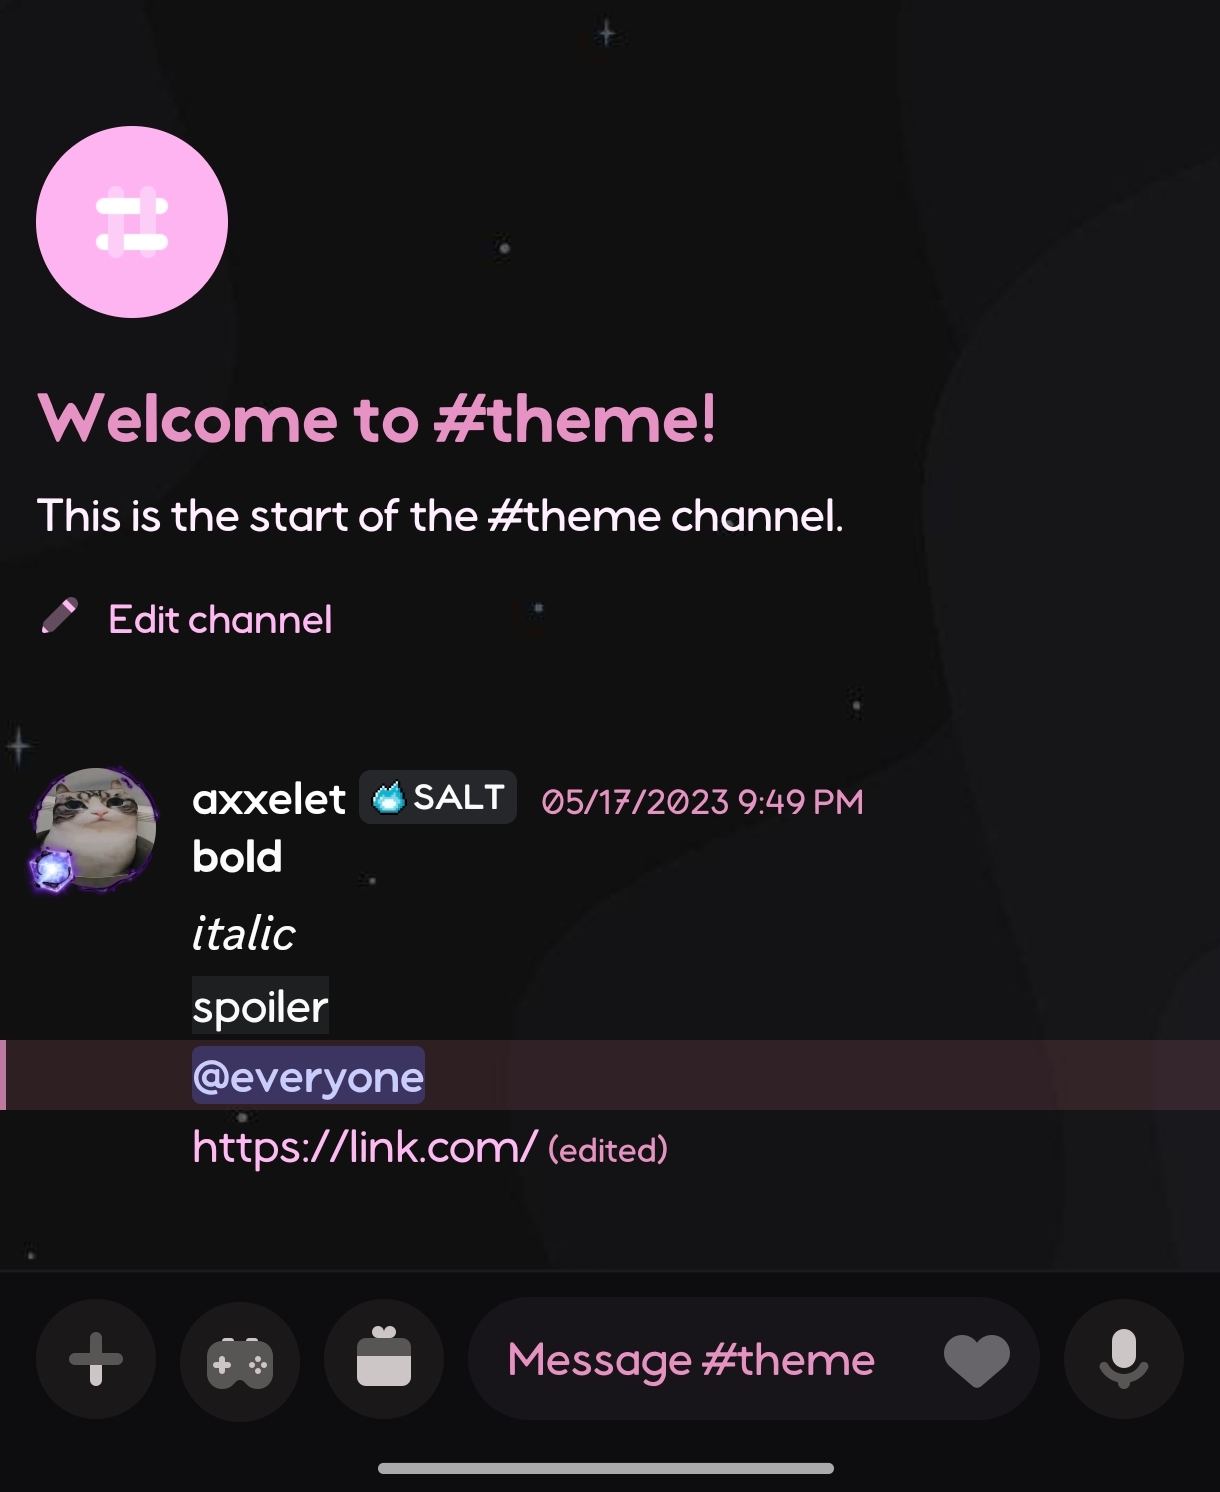 Welcome to #theme!
This is the start of the #theme channel.
Edit channel
axxelet SALT 05/17/2023 9:49 PM
bold
italic
spoiler
@everyone
https://link.com/ (edited)
Message #theme